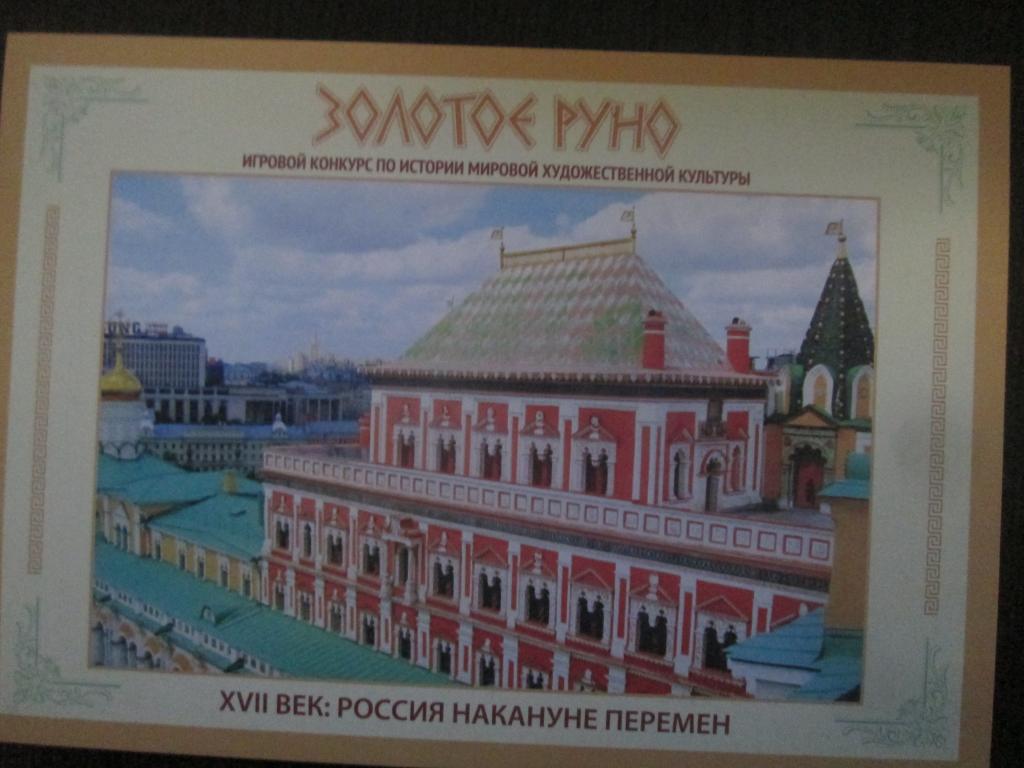 ЗОЛОТОЕ РУНО
ИГРОВОЙ КОНКУРС ПО ИСТОРИИ МИРОВОЙ ХУДОЖЕСТВЕННОЙ КУЛЬТУРЫ
XVII ВЕК: РОССИЯ НАКАНУНЕ ПЕРЕМЕН